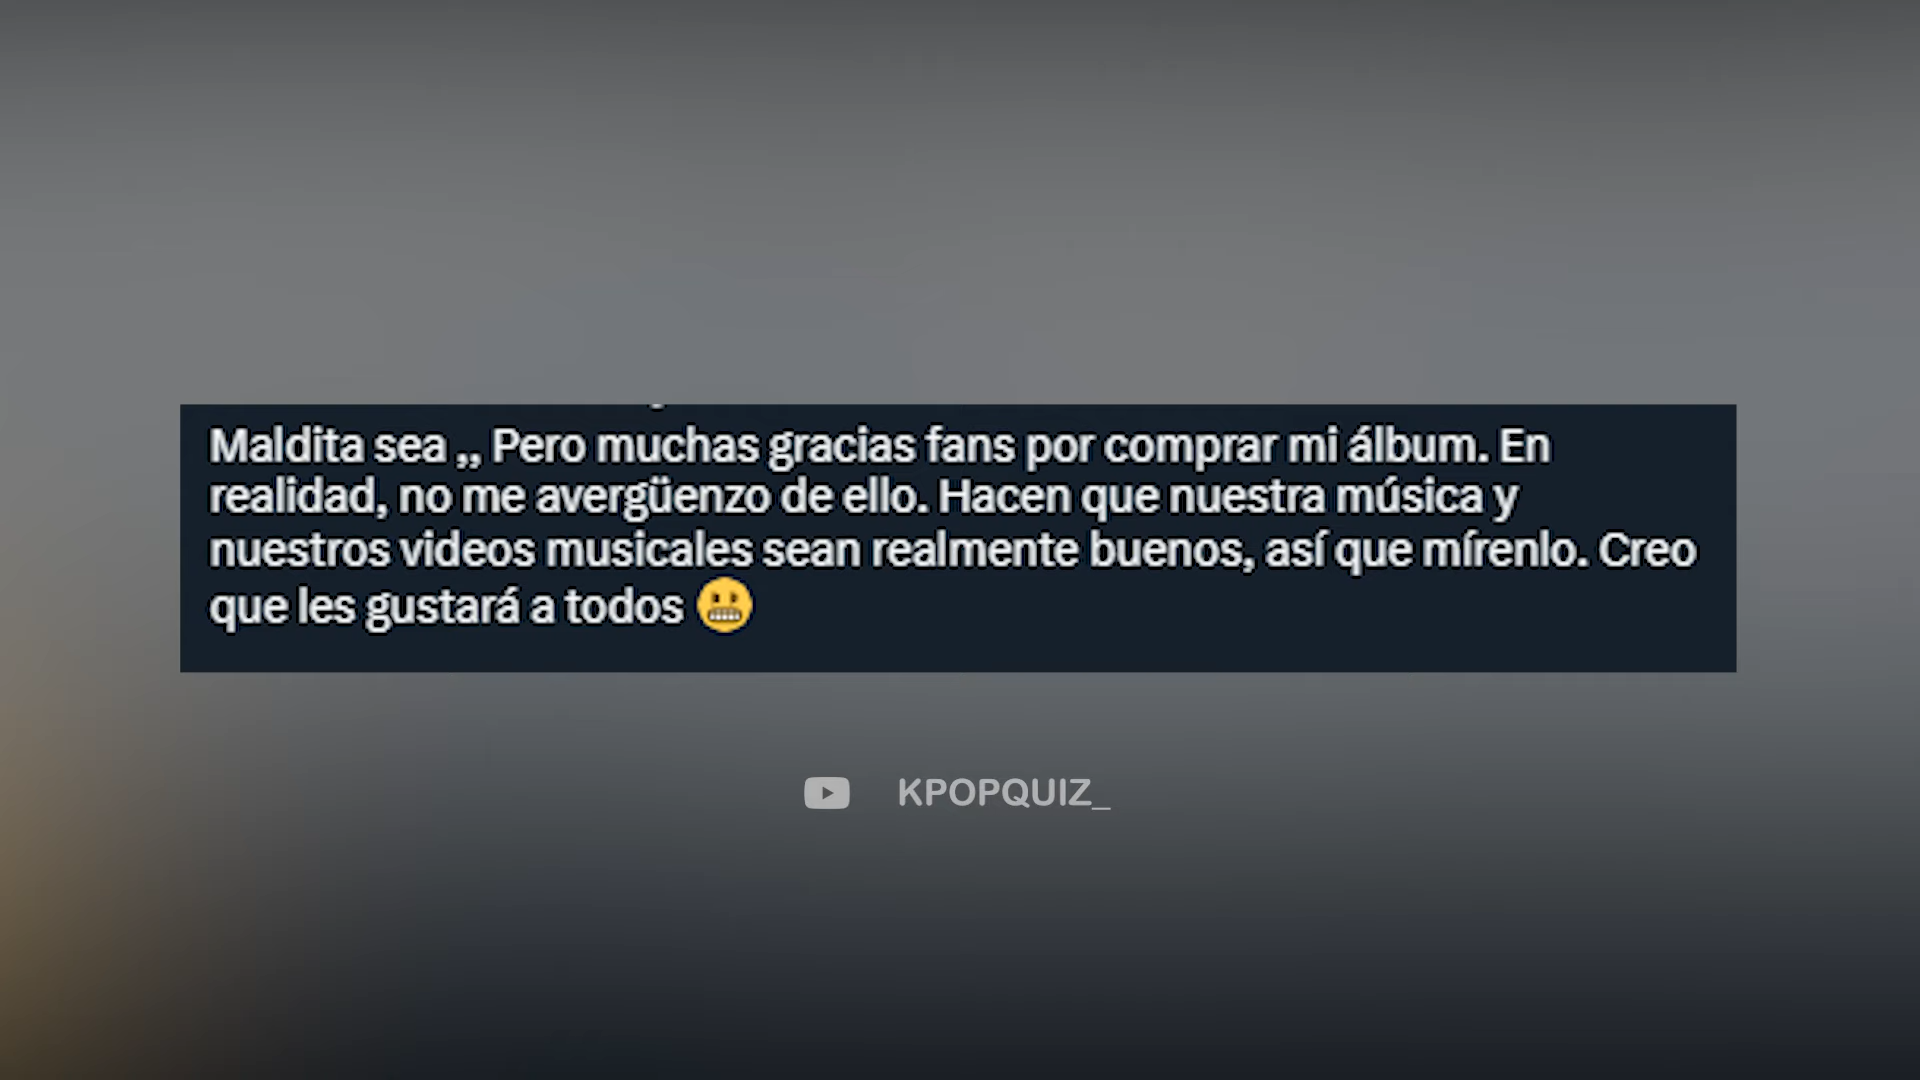 Maldita sea ,, Pero muchas gracias fans por comprar mi álbum. En
realidad, no me avergüenzo de ello. Hacen que nuestra música y
nuestros videos musicales sean realmente buenos, así que mírenlo. Creo
que les gustará a todos 😬
KPOPQUIZ_